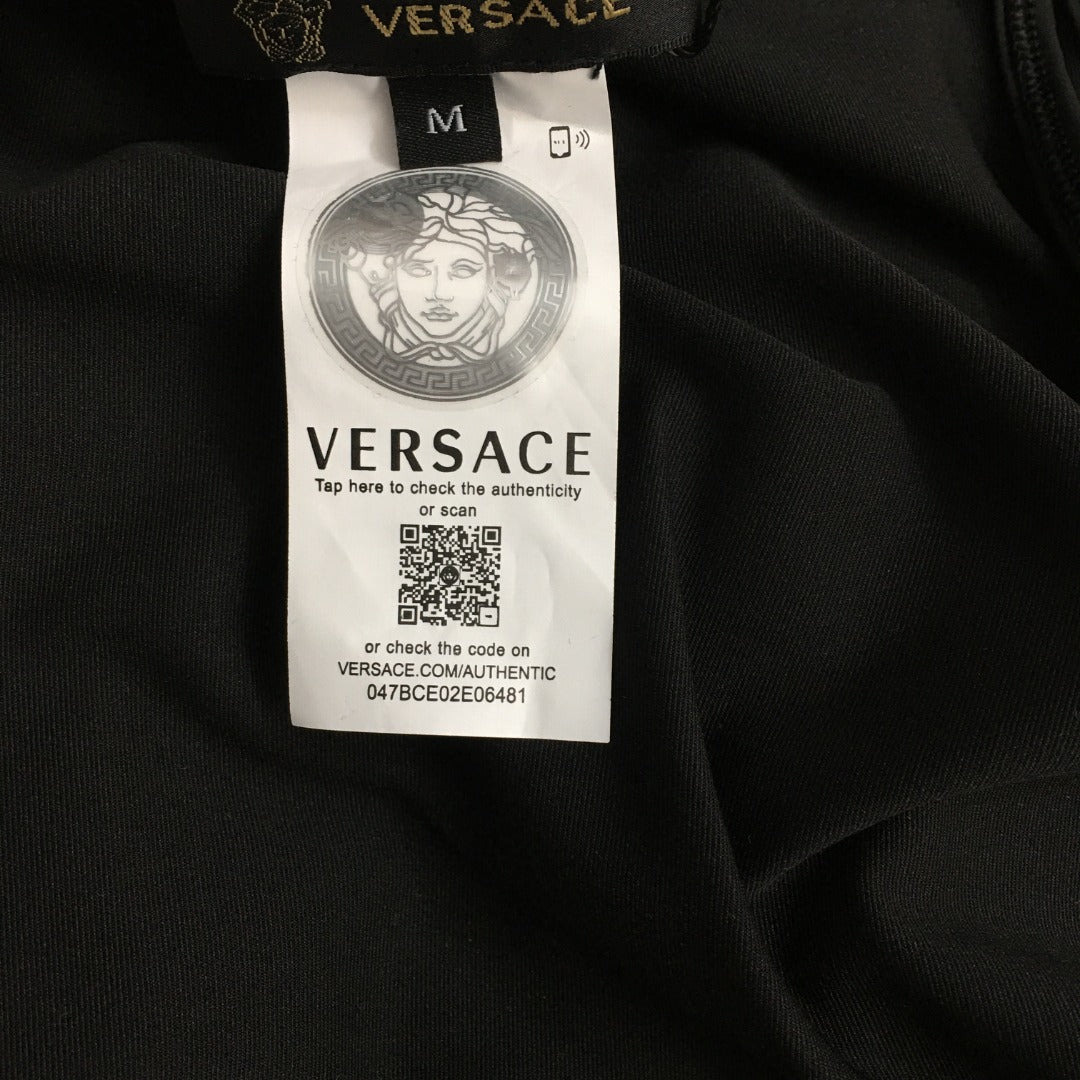 VERSACE
M
VERSACE
Tap here to check the authenticity
or scan
or check the code on
VERSACE.COM/AUTHENTIC
047BCE02E06481